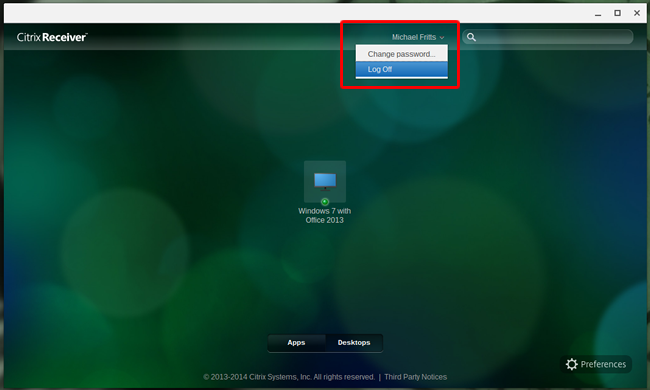 Citrix Receiver™
Michael Fritts
Change password...
Log Off
Windows 7 with
Office 2013
Apps
Desktops
Preferences
© 2013-2014 Citrix Systems, Inc. All rights reserved. | Third Party Notices